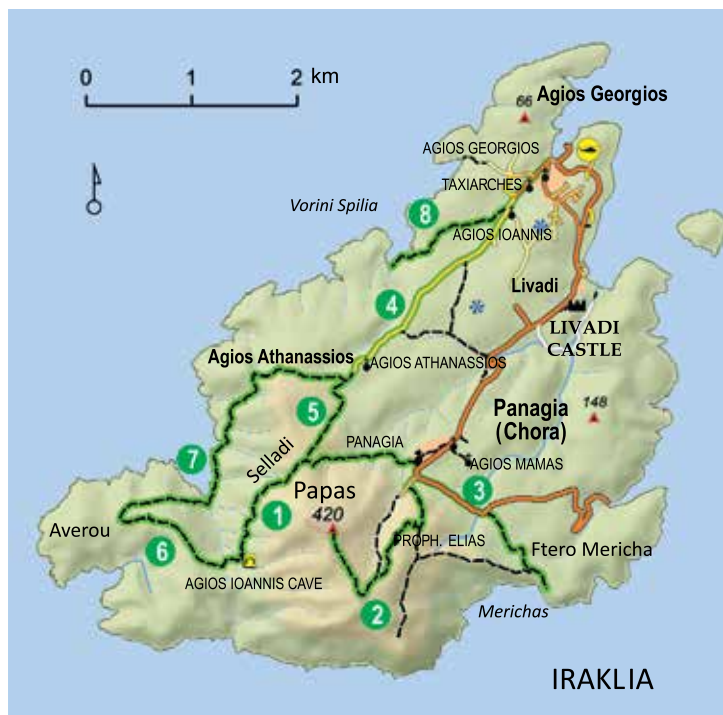 0 1 2 km
66
Agios Georgios
AGIOS GEORGIOS
TAXIARCHES
Vorini Spilia
8
AGIOS IOANNIS
Livadi
4
LIVADI
CASTLE
Agios Athanassios
AGIOS ATHANASSIOS
5
Panagia
(Chora)
148
PANAGIA
7
Selladi
AGIOS MAMAS
Papas
3
1
420
Averou
6
PROPH. ELIAS
Ftero Mericha
AGIOS IOANNIS CAVE
2
Merichas
IRAKLIA